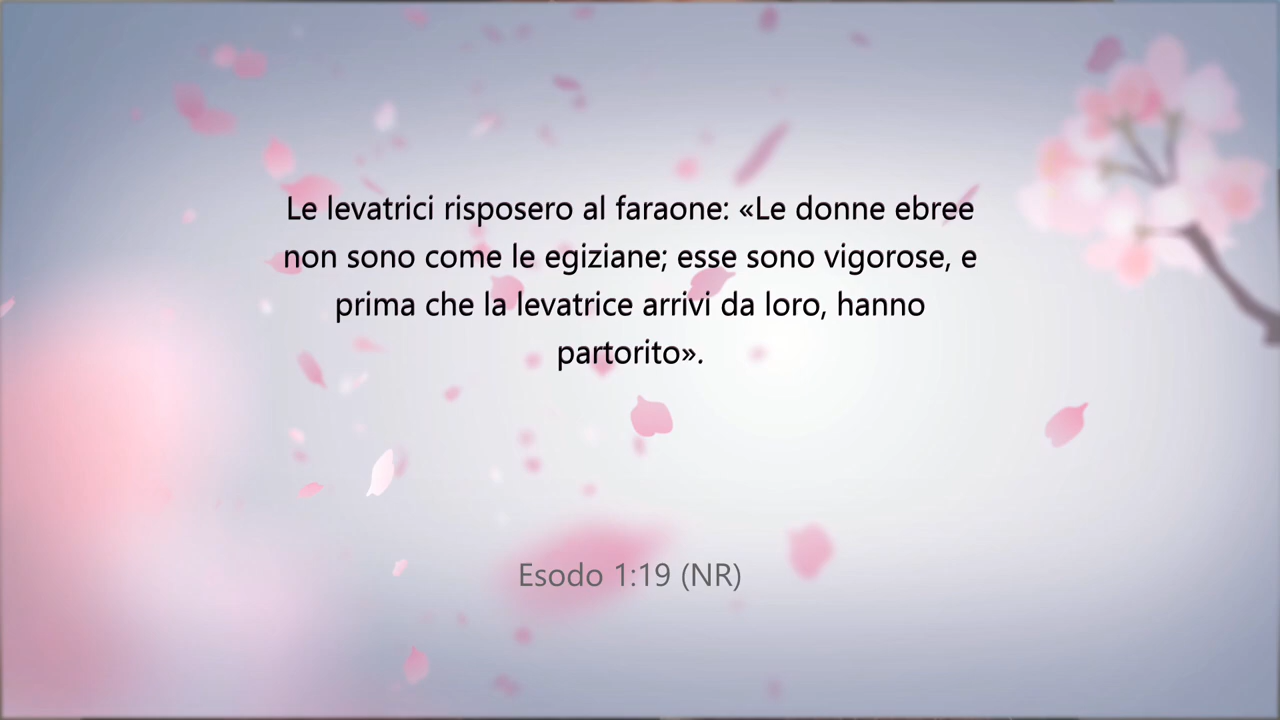 Le levatrici risposero al faraone: «Le donne ebree
non sono come le egiziane; esse sono vigorose, e
prima che la levatrice arrivi da loro, hanno
partorito».
Esodo 1:19 (NR)